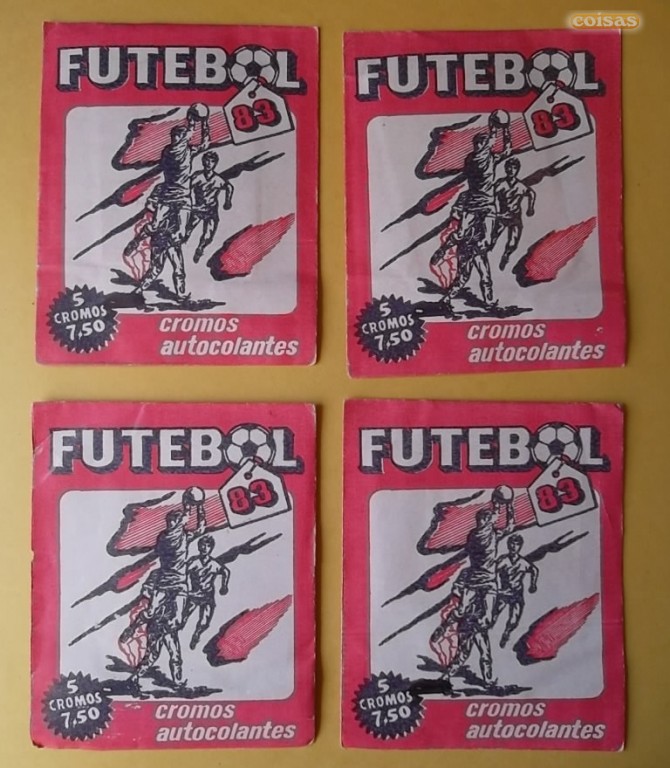 coisas
FUTEBOL
83
5
CROMOS
7,50
cromos
autocolantes
FUTEBOL
83
5
CROMOS
7,50
cromos
autocolantes
FUTEBOL
83
5
CROMOS
7,50
cromos
autocolantes
FUTEBOL
83
5
CROMOS
7,50
cromos
autocolantes